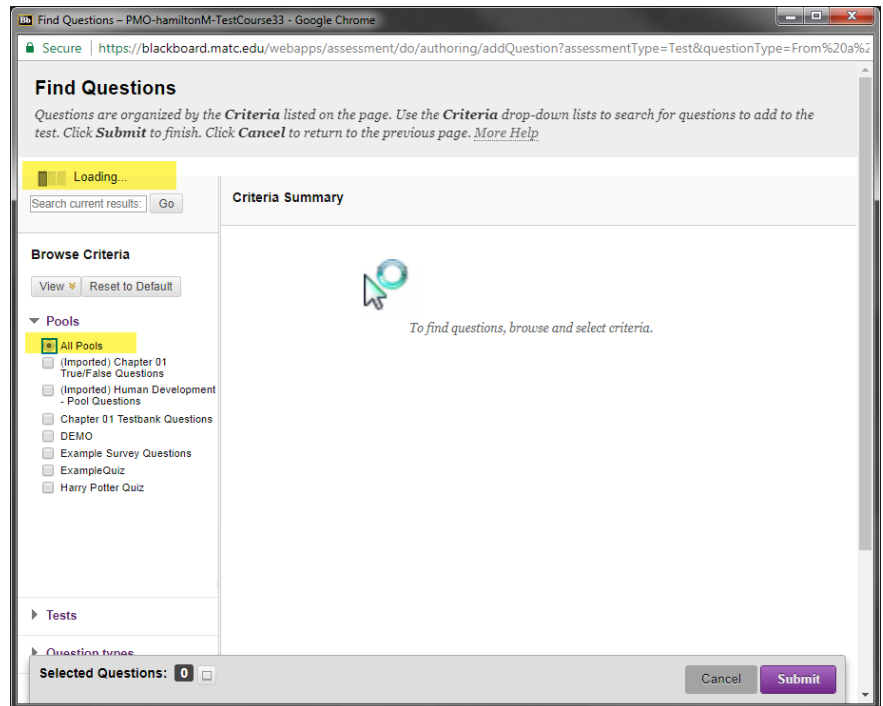 Bb Find Questions – PMO-hamiltonM-TestCourse33 - Google Chrome
Secure | https://blackboard.matc.edu/webapps/assessment/do/authoring/addQuestion?assessmentType=Test&questionType=From%20a%2
Find Questions
Questions are organized by the Criteria listed on the page. Use the Criteria drop-down lists to search for questions to add to the
test. Click Submit to finish. Click Cancel to return to the previous page. More Help
Loading...
Search current results: Go
Criteria Summary
Browse Criteria
View Reset to Default
Pools
To find questions, browse and select criteria.
All Pools
(Imported) Chapter 01
True/False Questions
(Imported) Human Development
- Pool Questions
Chapter 01 Testbank Questions
DEMO
Example Survey Questions
ExampleQuiz
Harry Potter Quiz
Tests
Question types
Selected Questions: 0
Cancel Submit